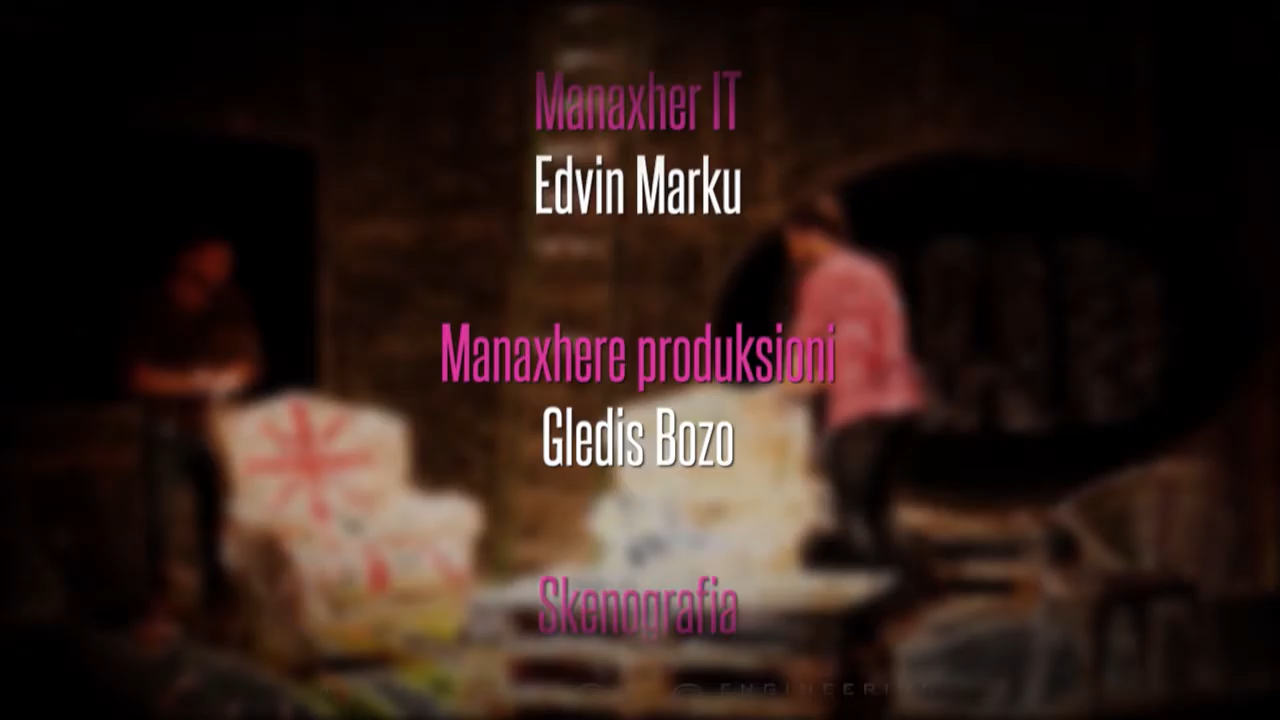 Manaxher IT
Edvin Marku
Manaxhere produksioni
Gledis Bozo
Skenografia